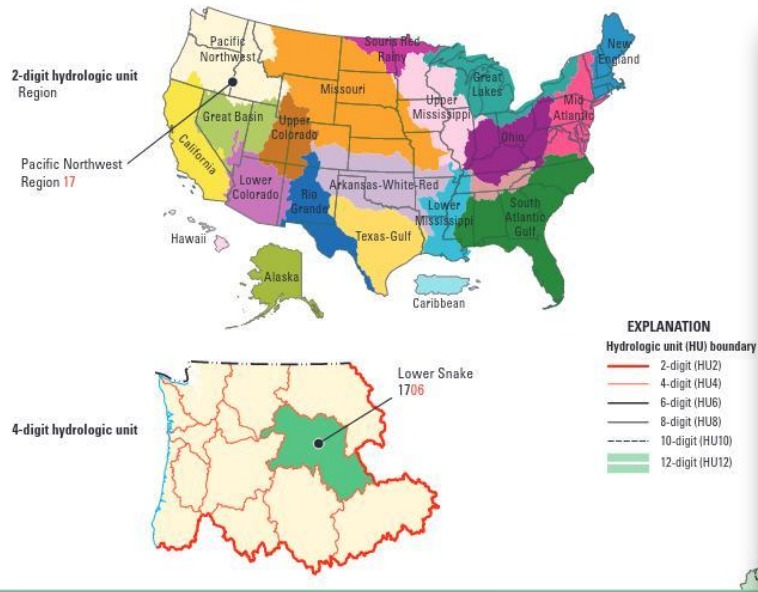 2-digit hydrologic unit
Region
Pacific Northwest
Region 17
Pacific
Northwest
Souris Red
Rainy
Missouri
Great
Lakes
New
England
Upper
Mississippi
Great Basin
Upper
Colorado
California
Ohio
Mid
Atlantic
Lower
Colorado
Rio
Grande
Arkansas-White-Red
Lower
Mississippi
South
Atlantic
Gulf
Texas-Gulf
Hawaii
Alaska
Caribbean
4-digit hydrologic unit
Lower Snake
1706
EXPLANATION
Hydrologic unit (HU) boundary
2-digit (HU2)
4-digit (HU4)
6-digit (HU6)
8-digit (HU8)
10-digit (HU10)
12-digit (HU12)